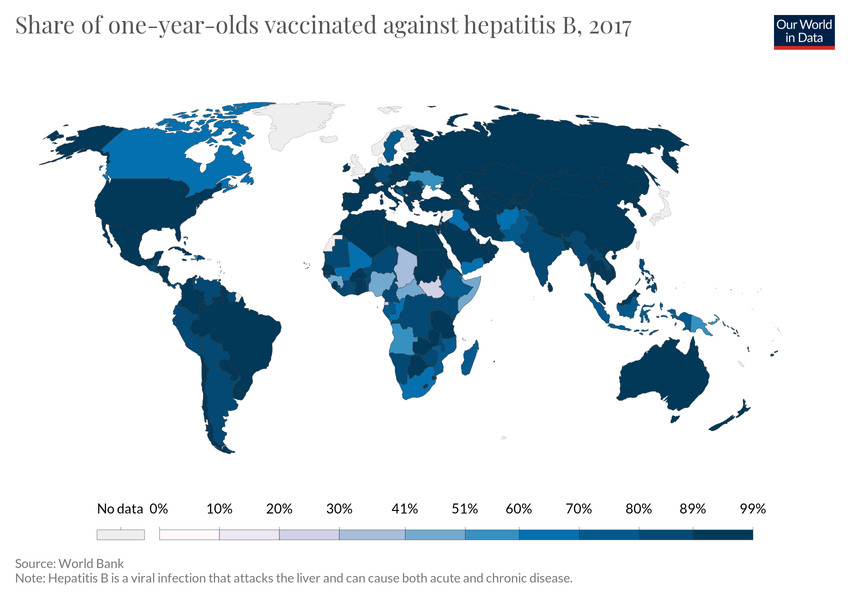 Share of one-year-olds vaccinated against hepatitis B, 2017
Our World
in Data
No data 0% 10% 20% 30% 41% 51% 60% 70% 80% 89% 99%
Source: World Bank
Note: Hepatitis B is a viral infection that attacks the liver and can cause both acute and chronic disease.